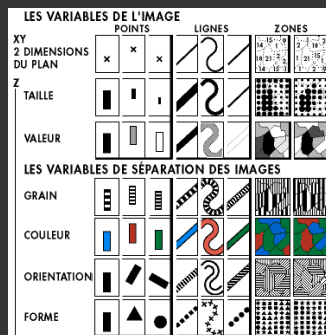 LES VARIABLES DE L'IMAGE
POINTS LIGNES ZONES
XY
2 DIMENSIONS
DU PLAN
Z
TAILLE
VALEUR
LES VARIABLES DE SÉPARATION DES IMAGES
GRAIN
COULEUR
ORIENTATION
FORME